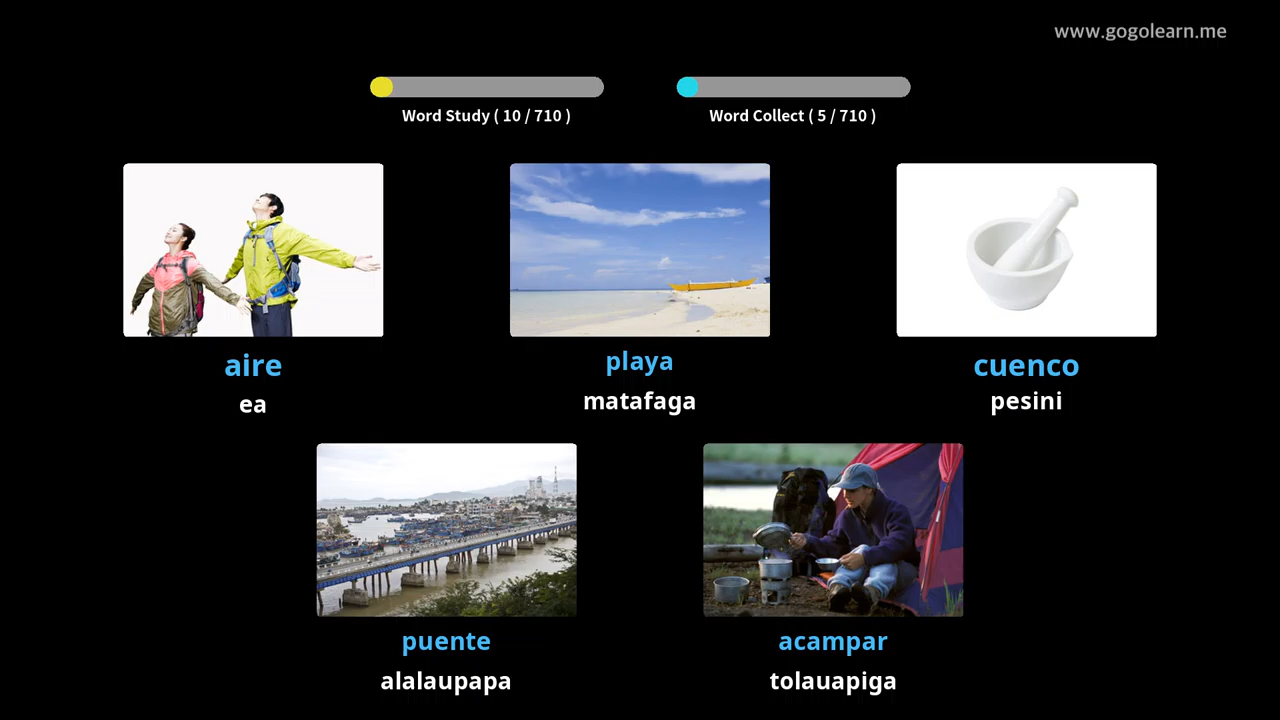 www.gogolearn.me
Word Study ( 10 / 710 )
Word Collect ( 5 / 710 )
aire
ea
playa
matafaga
cuenco
pesini
puente
alalaupapa
acampar
tolauapiga